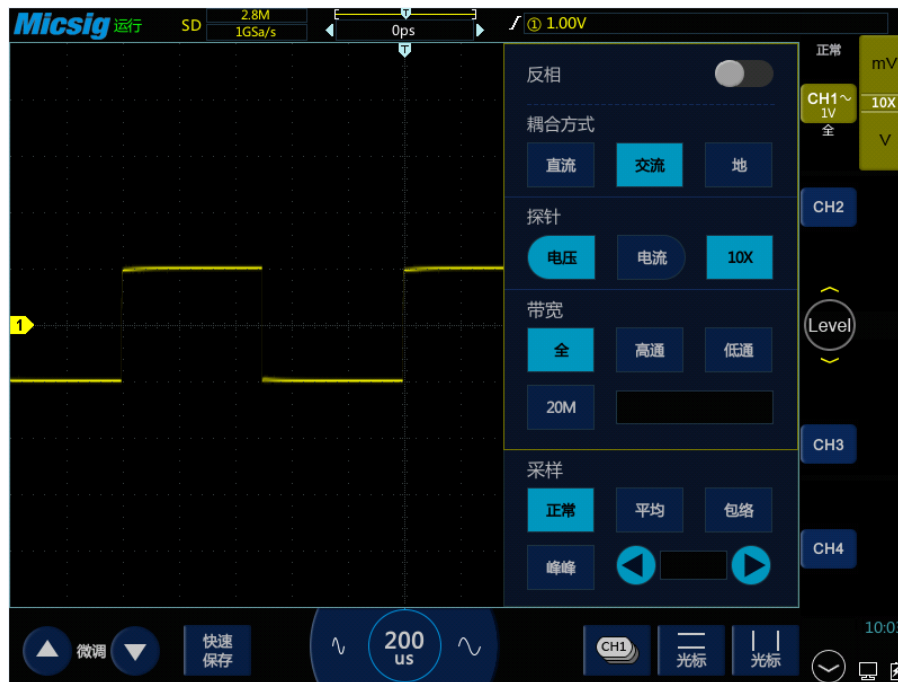 Micsig 运行 SD 2.8M 1GSa/s 0ps ① 1.00V
T
T
正常
mV
反相
CH1～
1V
全
10X
V
耦合方式
直流 交流 地
CH2
探针
电压 电流 10X
带宽
1
Level
全 高通 低通
20M
CH3
采样
正常 平均 包络
CH4
峰峰
微调 快速保存 200 us CH1 光标 光标
10:03